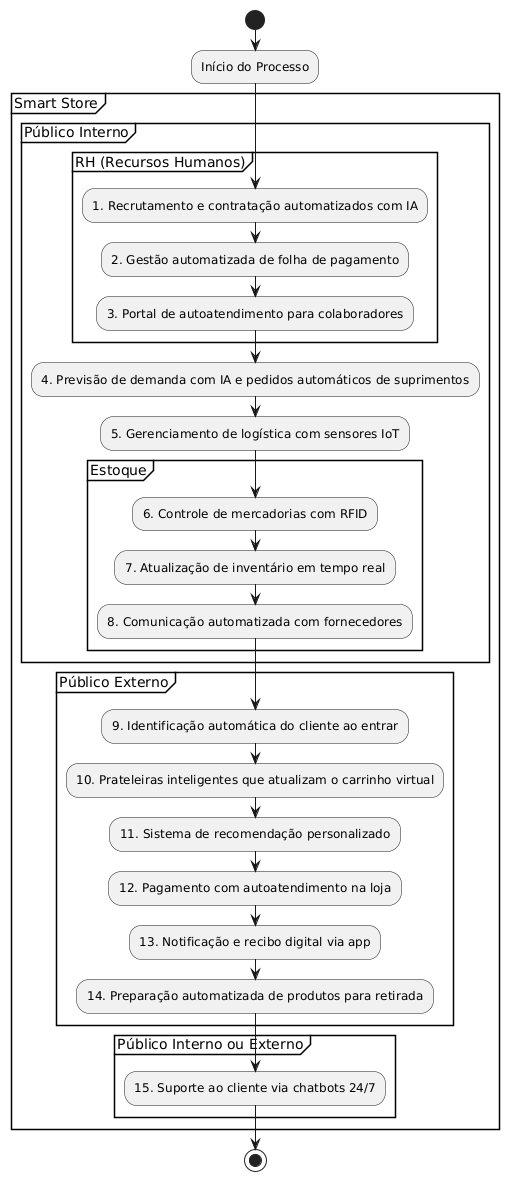 Início do Processo
Smart Store
Público Interno
RH (Recursos Humanos)
1. Recrutamento e contratação automatizados com IA
2. Gestão automatizada de folha de pagamento
3. Portal de autoatendimento para colaboradores
4. Previsão de demanda com IA e pedidos automáticos de suprimentos
5. Gerenciamento de logística com sensores IoT
Estoque
6. Controle de mercadorias com RFID
7. Atualização de inventário em tempo real
8. Comunicação automatizada com fornecedores
Público Externo
9. Identificação automática do cliente ao entrar
10. Prateleiras inteligentes que atualizam o carrinho virtual
11. Sistema de recomendação personalizado
12. Pagamento com autoatendimento na loja
13. Notificação e recibo digital via app
14. Preparação automatizada de produtos para retirada
Público Interno ou Externo
15. Suporte ao cliente via chatbots 24/7